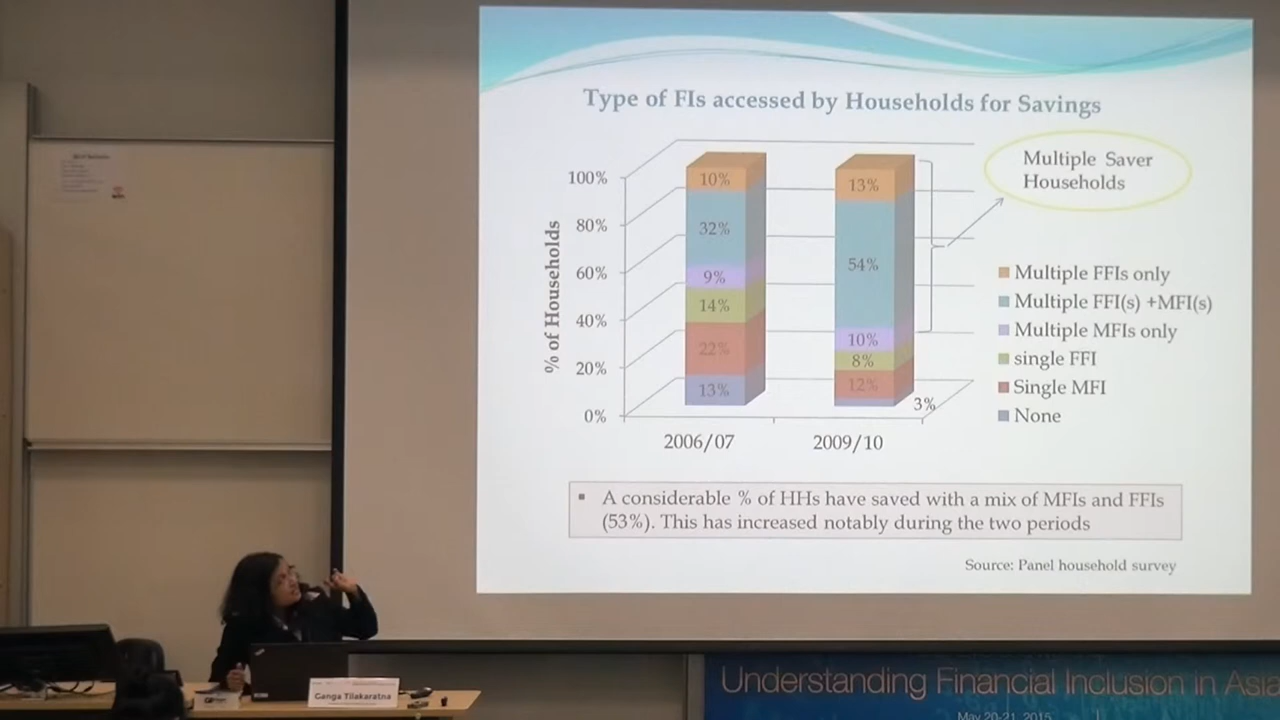 Type of FIs accessed by Households for Savings
Multiple Saver
Households
% of Households
100%
80%
60%
40%
20%
0%
10%
32%
9%
14%
22%
13%
13%
54%
10%
8%
12%
3%
2006/07
2009/10
Multiple FFIs only
Multiple FFI(s) +MFI(s)
Multiple MFIs only
single FFI
Single MFI
None
▪ A considerable % of HHs have saved with a mix of MFIs and FFIs
(53%). This has increased notably during the two periods
Source: Panel household survey
Ganga Tilakaratna
Understanding Financial Inclusion in Asia
May 20-21, 2015